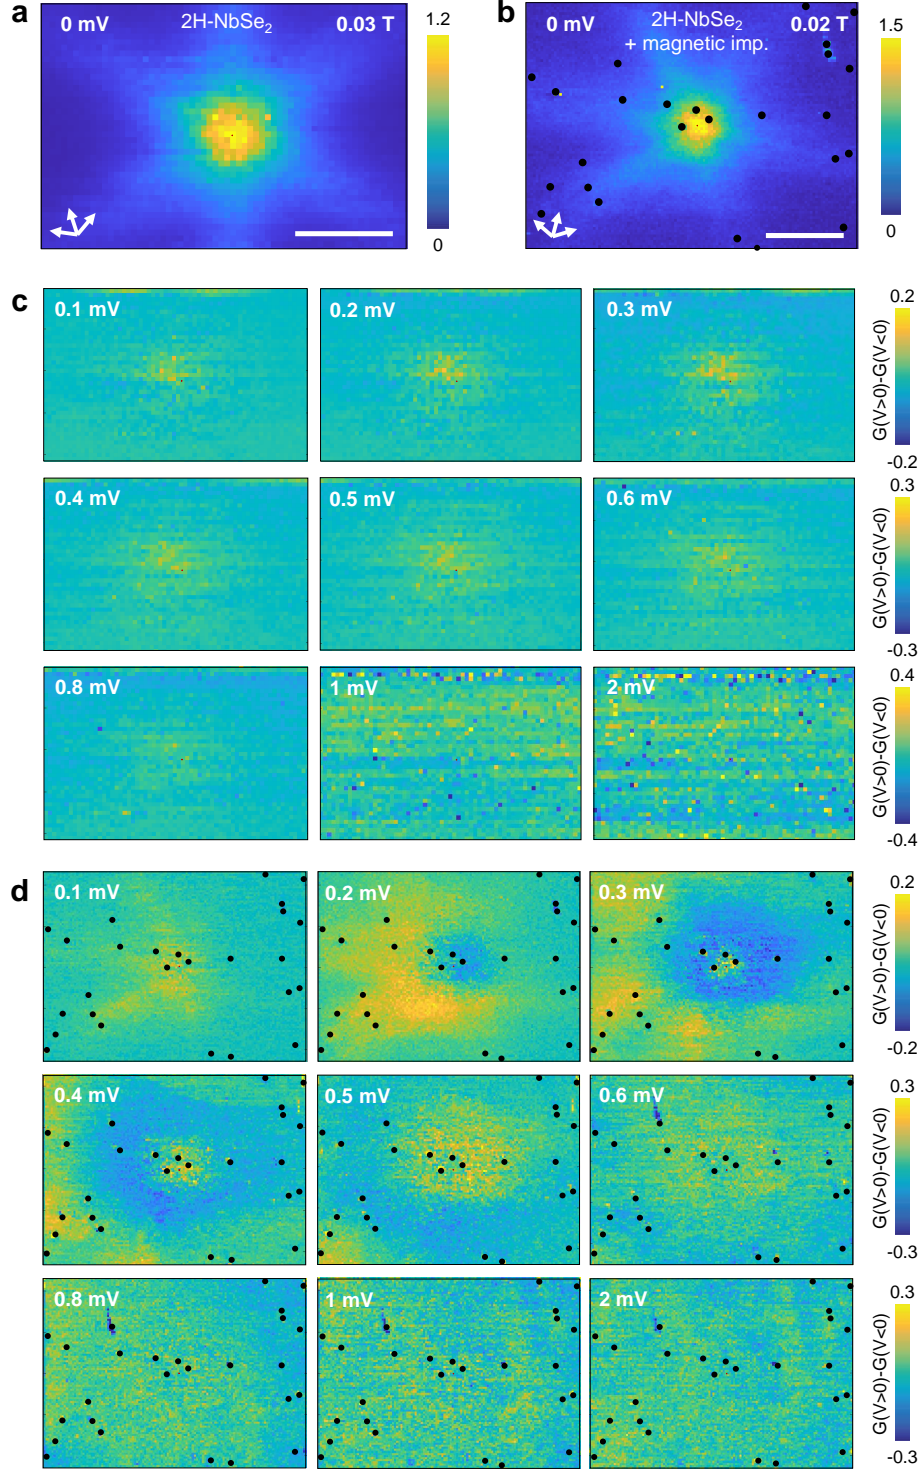 a
0 mV
2H-NbSe₂
0.03 T
1.2
0
b
0 mV
2H-NbSe₂
+ magnetic imp.
0.02 T
1.5
0
c
0.1 mV
0.2 mV
0.3 mV
0.2
G(V>0)-G(V<0)
-0.2
0.4 mV
0.5 mV
0.6 mV
0.3
G(V>0)-G(V<0)
-0.3
0.8 mV
1 mV
2 mV
0.4
G(V>0)-G(V<0)
-0.4
d
0.1 mV
0.2 mV
0.3 mV
0.2
G(V>0)-G(V<0)
-0.2
0.4 mV
0.5 mV
0.6 mV
0.3
G(V>0)-G(V<0)
-0.3
0.8 mV
1 mV
2 mV
0.3
G(V>0)-G(V<0)
-0.3